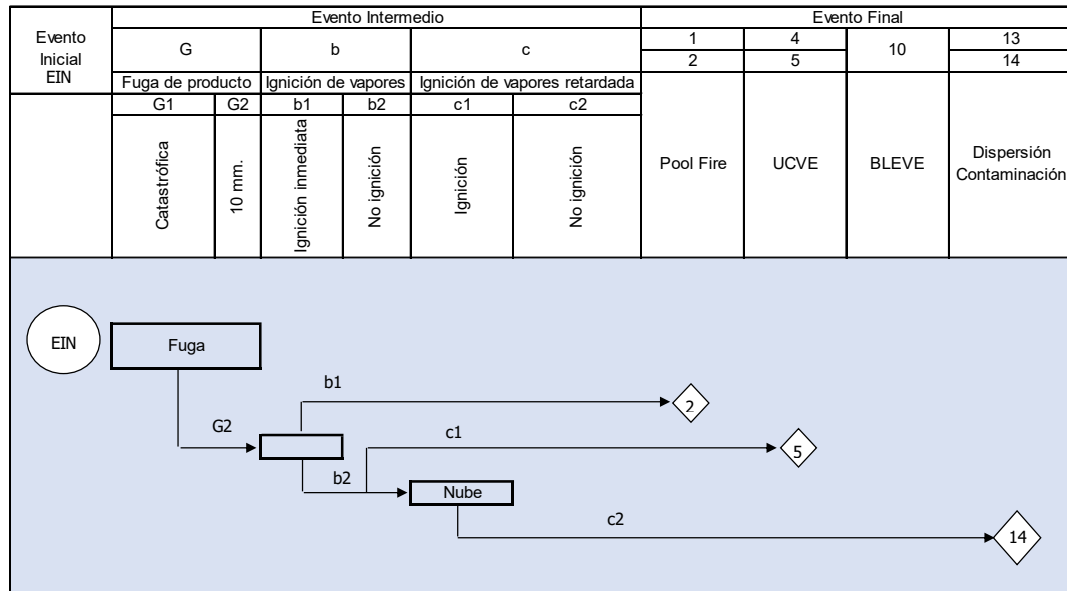 Evento Inicial EIN
Evento Intermedio
Evento Final
G
b
c
1
4
10
13
2
5
14
Fuga de producto
Ignición de vapores
Ignición de vapores retardada
G1
G2
b1
b2
c1
c2
Catastrófica
10 mm.
Ignición inmediata
No ignición
Ignición
No ignición
Pool Fire
UCVE
BLEVE
Dispersión
Contaminación
EIN
Fuga
b1
2
G2
c1
5
b2
Nube
c2
14